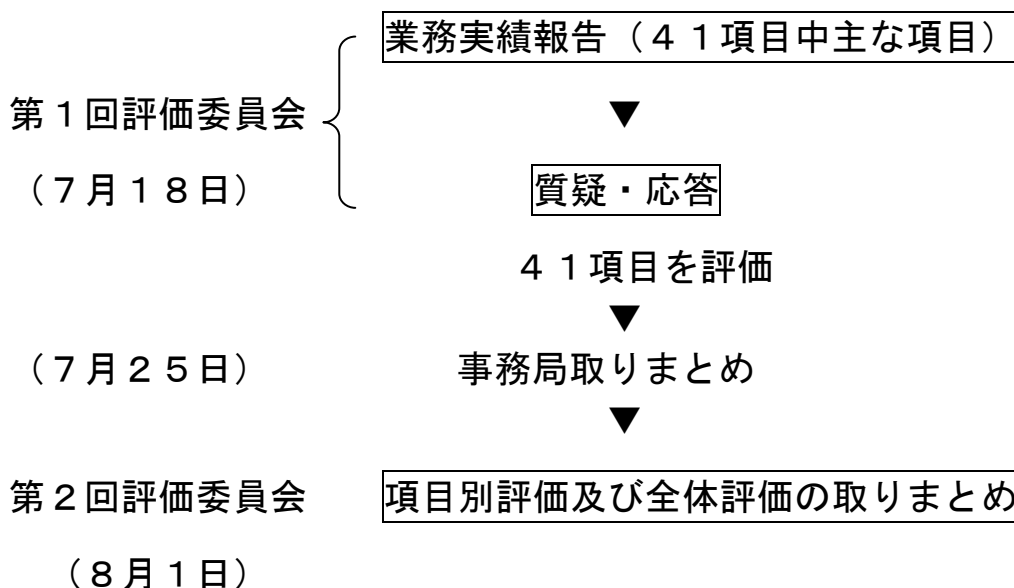 業務実績報告（４１項目中主な項目）
第１回評価委員会
▼
（７月１８日）
質疑・応答
４１項目を評価
▼
（７月２５日）
事務局取りまとめ
▼
第２回評価委員会
項目別評価及び全体評価の取りまとめ
（８月１日）